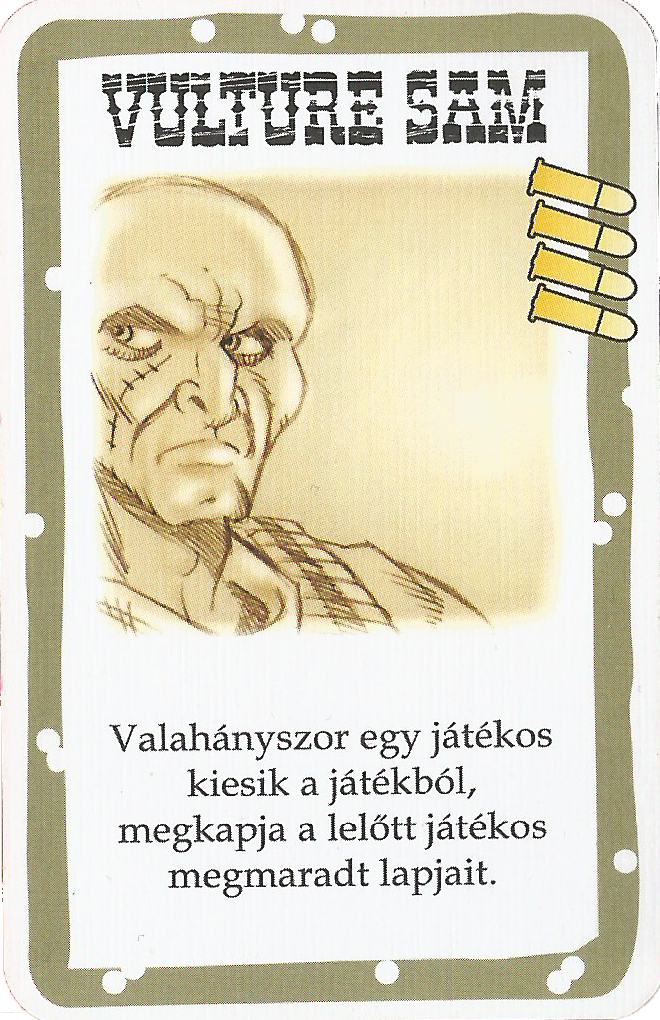 VULTURE SAM
Valahányszor egy játékos
kiesik a játékból,
megkapja a lelőtt játékos
megmaradt lapjait.